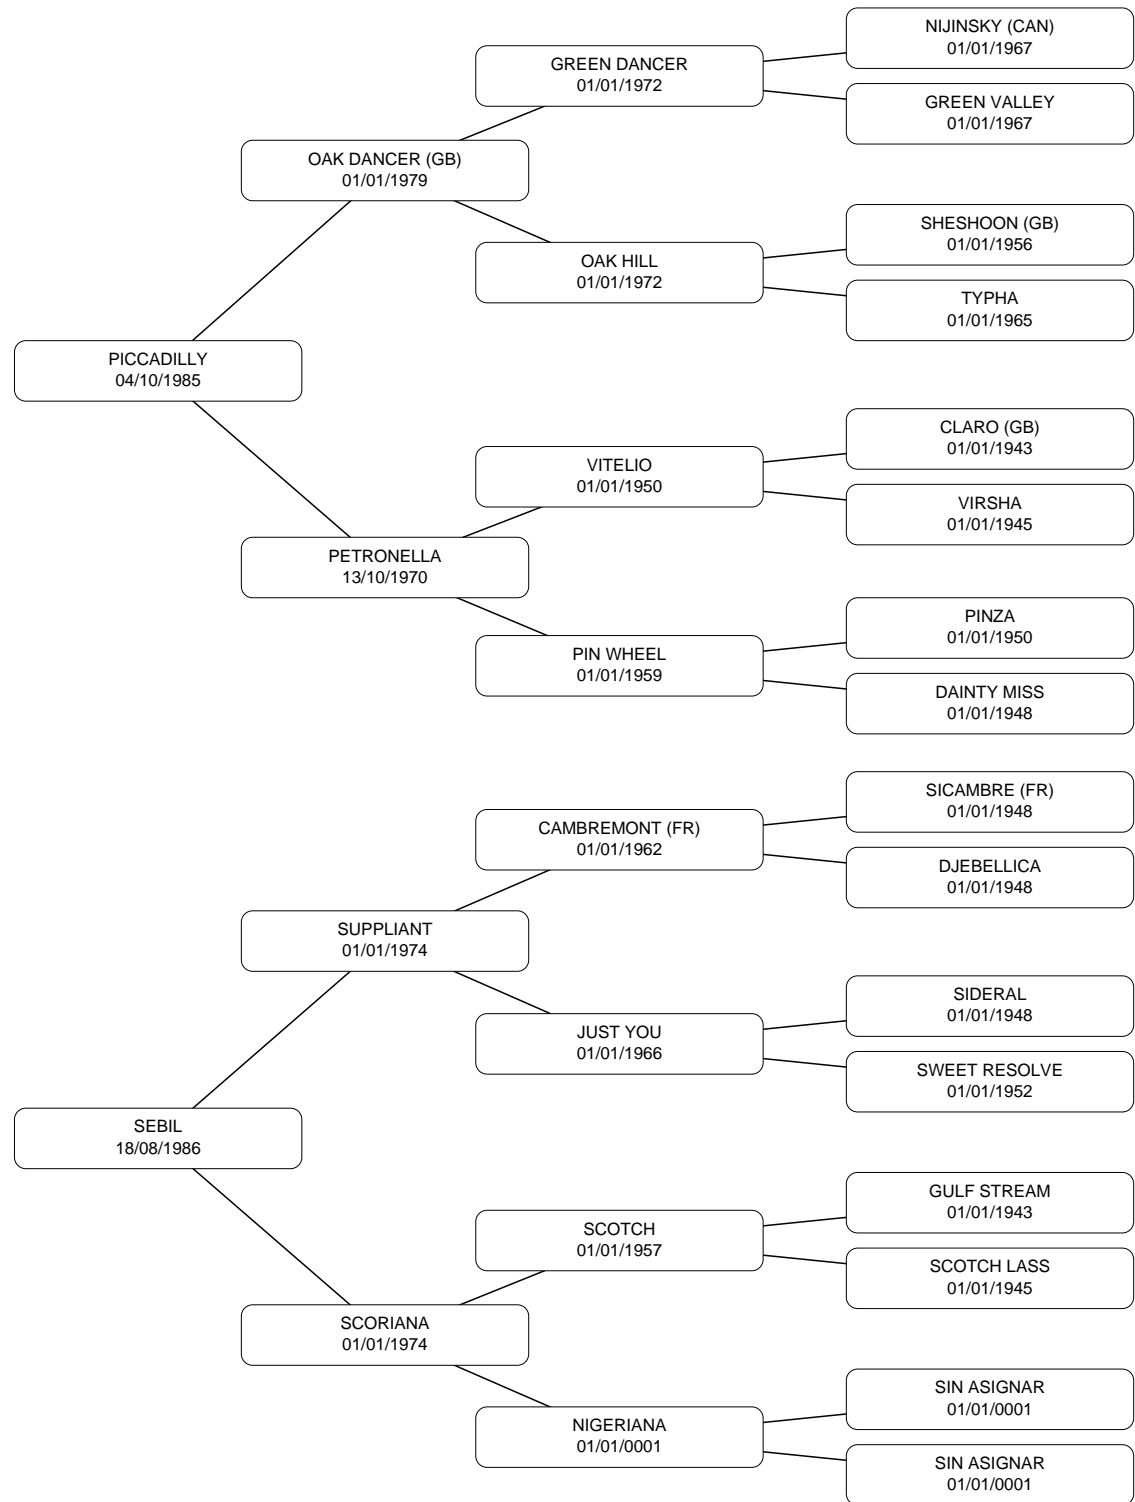 NIJINSKY (CAN)
01/01/1967
GREEN DANCER
01/01/1972
GREEN VALLEY
01/01/1967
OAK DANCER (GB)
01/01/1979
SHESHOON (GB)
01/01/1956
OAK HILL
01/01/1972
TYPHA
01/01/1965
PICCADILLY
04/10/1985
CLARO (GB)
01/01/1943
VITELIO
01/01/1950
VIRSHA
01/01/1945
PETRONELLA
13/10/1970
PINZA
01/01/1950
PIN WHEEL
01/01/1959
DAINTY MISS
01/01/1948
SICAMBRE (FR)
01/01/1948
CAMBREMONT (FR)
01/01/1962
DJEBELLICA
01/01/1948
SUPPLIANT
01/01/1974
SIDERAL
01/01/1948
JUST YOU
01/01/1966
SWEET RESOLVE
01/01/1952
SEBIL
18/08/1986
GULF STREAM
01/01/1943
SCOTCH
01/01/1957
SCOTCH LASS
01/01/1945
SCORIANA
01/01/1974
SIN ASIGNAR
01/01/0001
NIGERIANA
01/01/0001
SIN ASIGNAR
01/01/0001